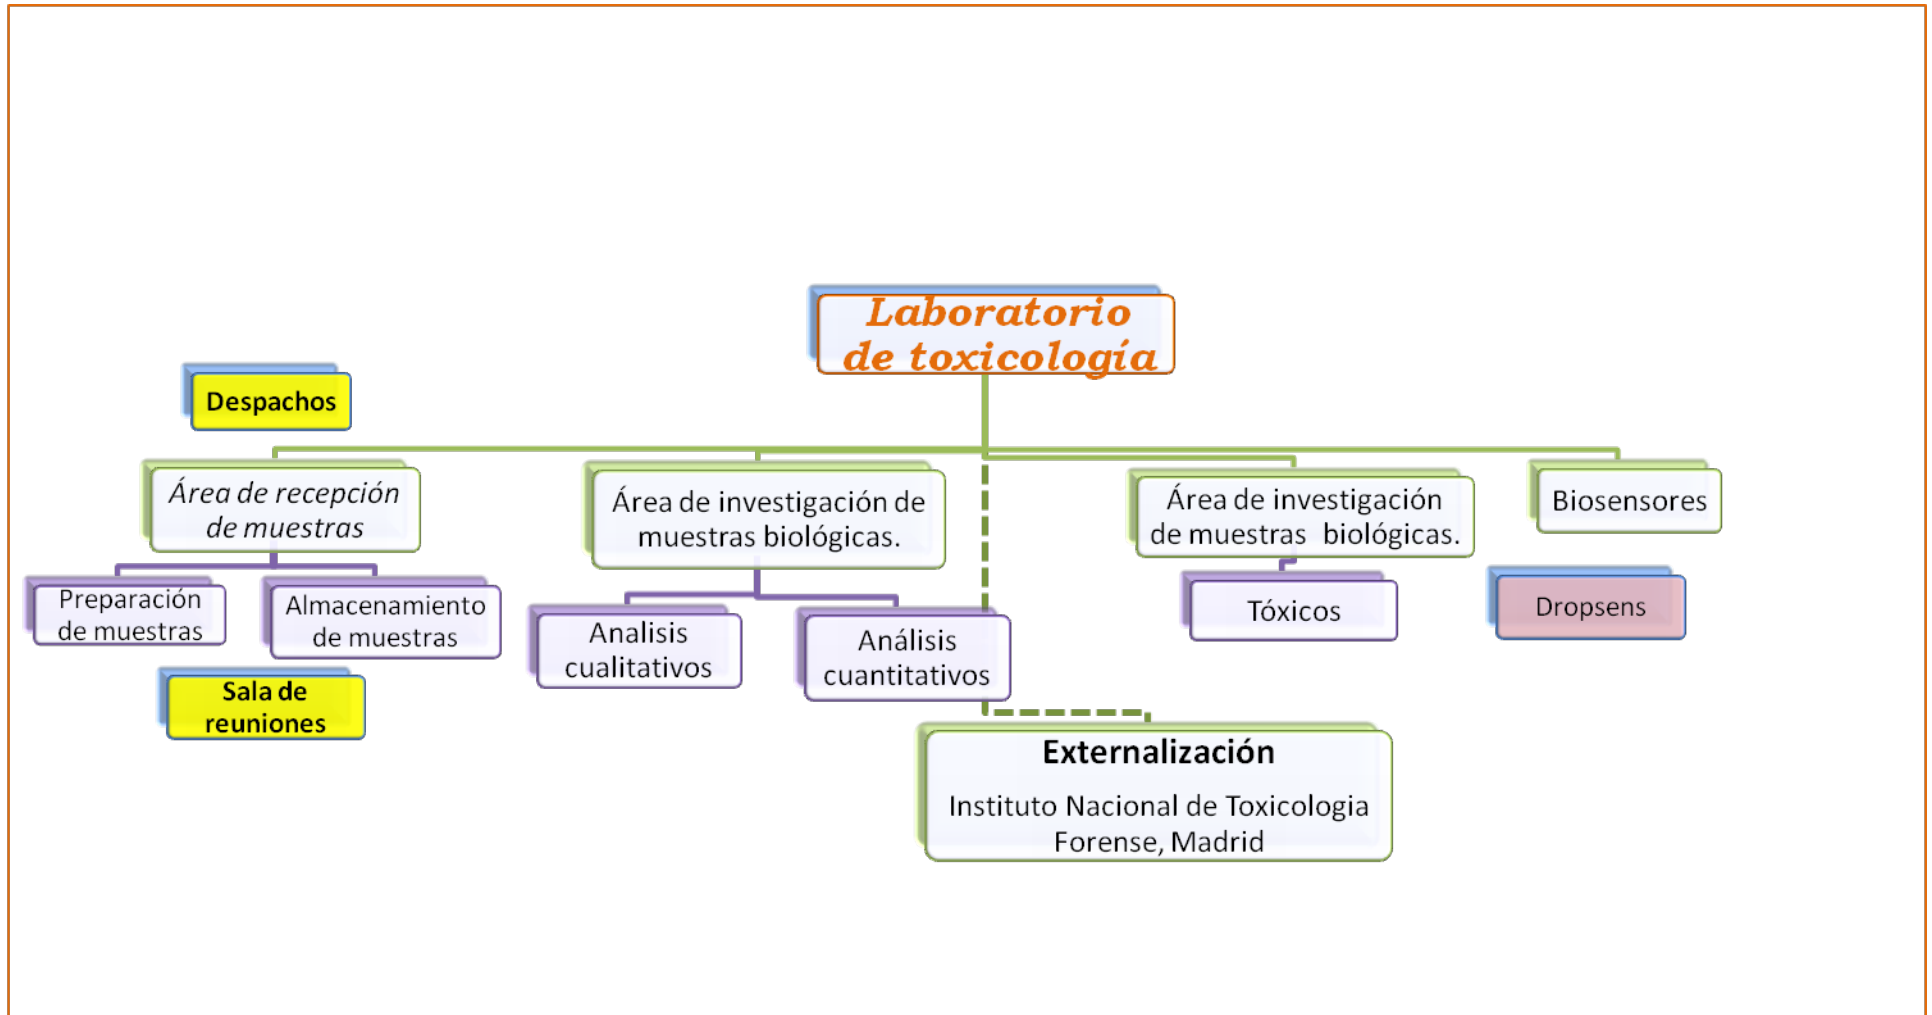 Laboratorio
de toxicología
Despachos
Área de recepción
de muestras
Área de investigación de
muestras biológicas.
Área de investigación
de muestras biológicas.
Biosensores
Preparación
de muestras
Almacenamiento
de muestras
Analisis
cualitativos
Análisis
cuantitativos
Tóxicos
Dropsens
Sala de
reuniones
Externalización
Instituto Nacional de Toxicologia
Forense, Madrid